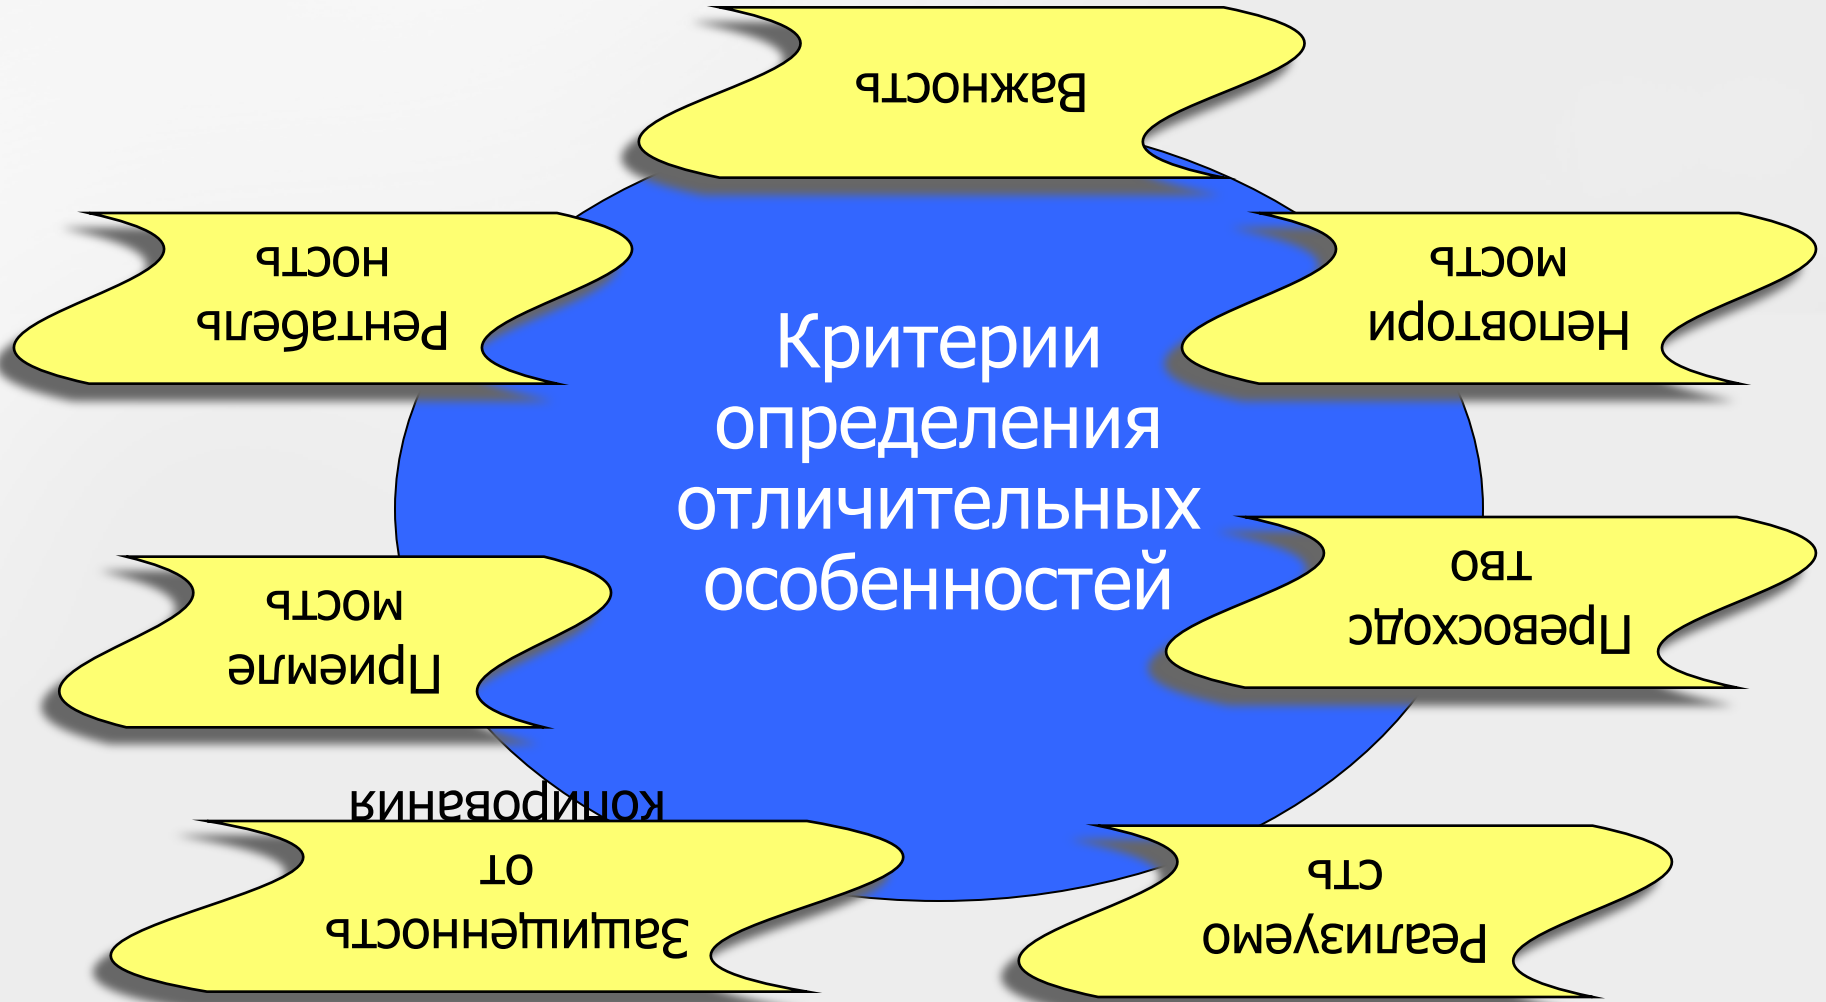 Важность
Рентабель
ность
Неповтори
мость
Критерии
определения
отличительных
особенностей
Приемле
мость
Превосходс
тво
Защищенность
от
копирования
Реализуемо
сть